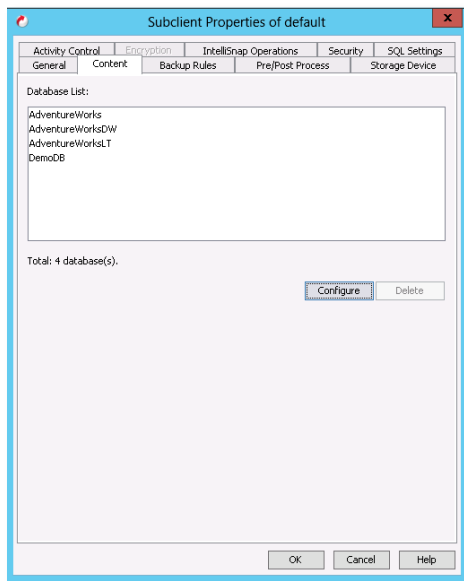 Subclient Properties of default
x
Activity Control Encryption IntelliSnap Operations Security SQL Settings
General Content Backup Rules Pre/Post Process Storage Device
Database List:
AdventureWorks
AdventureWorksDW
AdventureWorksLT
DemoDB
Total: 4 database(s).
Configure Delete
OK Cancel Help